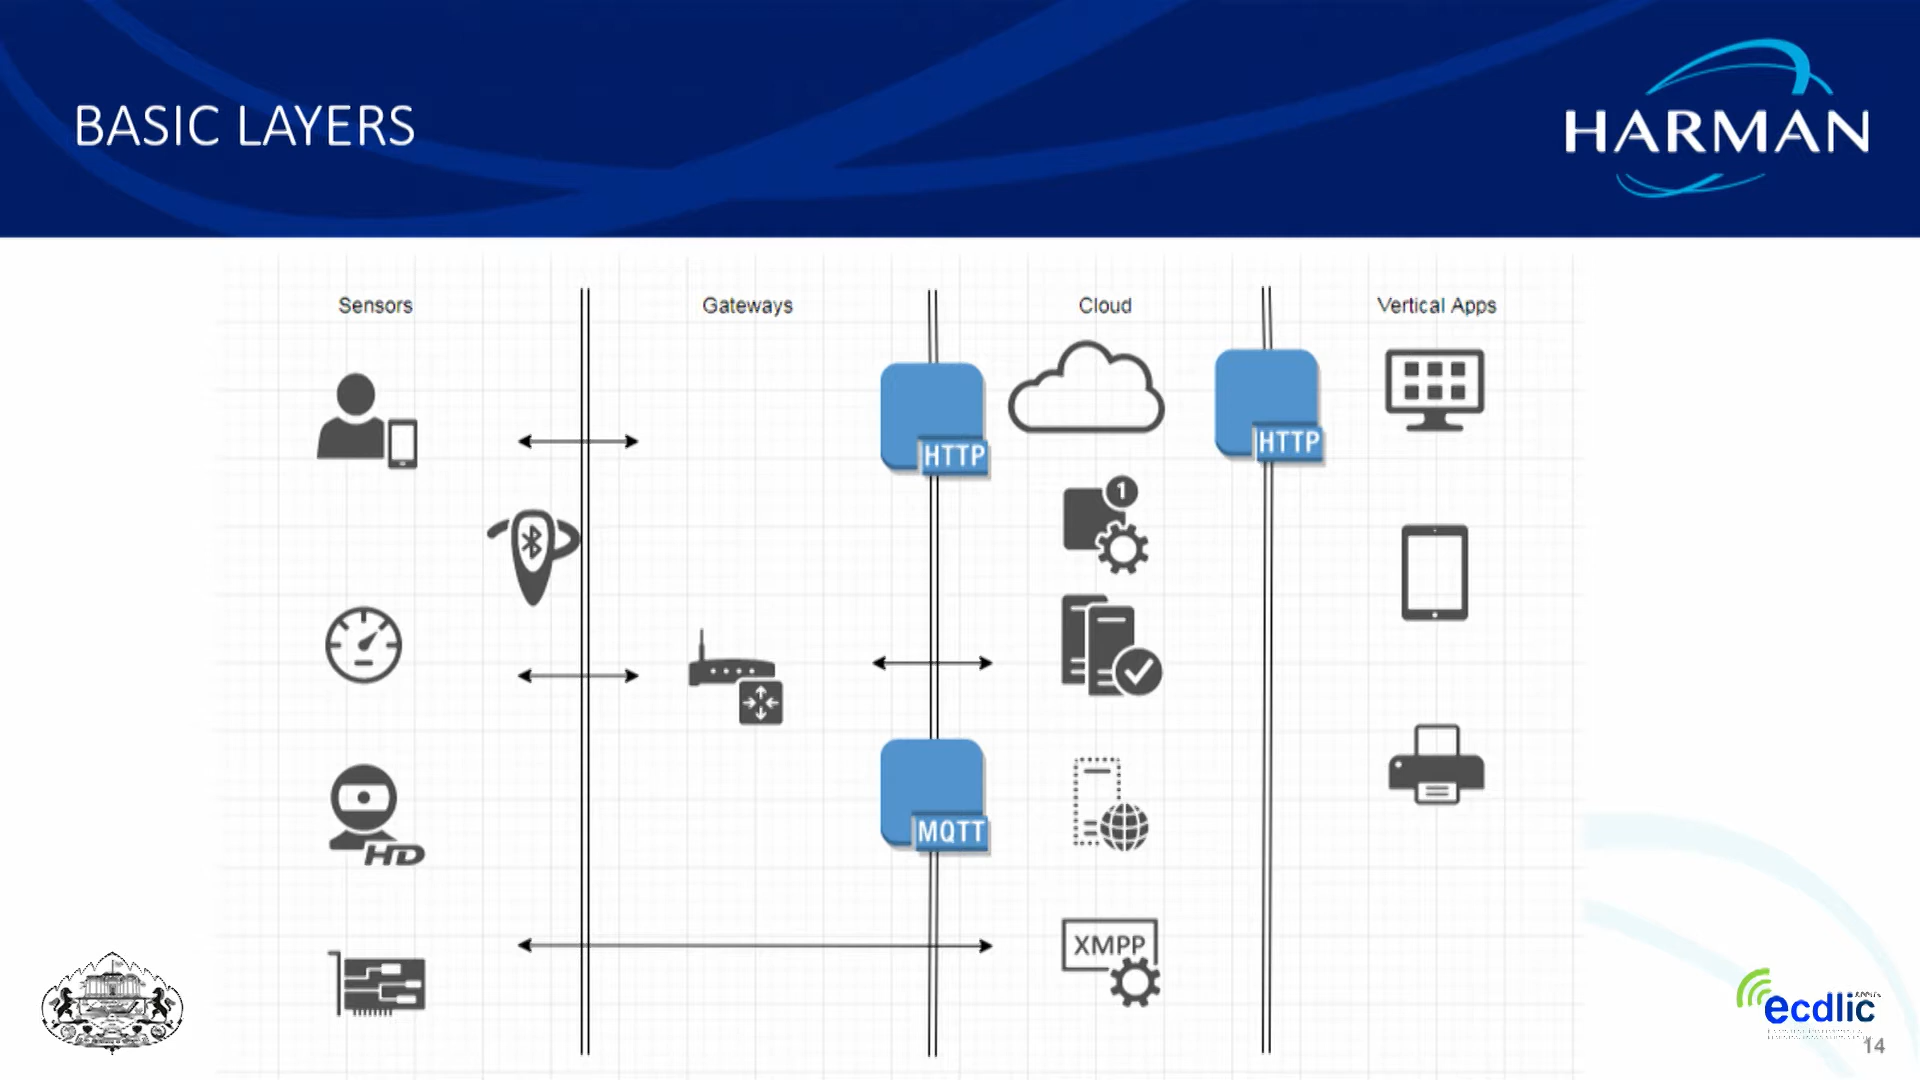 BASIC LAYERS
HARMAN
Sensors
Gateways
Cloud
Vertical Apps
HTTP
HTTP
1
MQTT
HD
XMPP
ecdlic
14